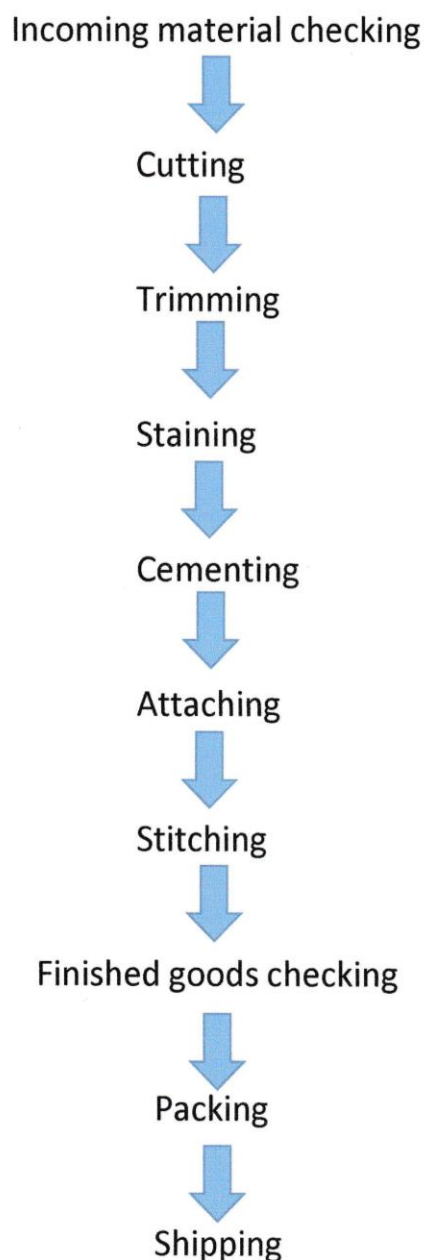 Incoming material checking
Cutting
Trimming
Staining
Cementing
Attaching
Stitching
Finished goods checking
Packing
Shipping